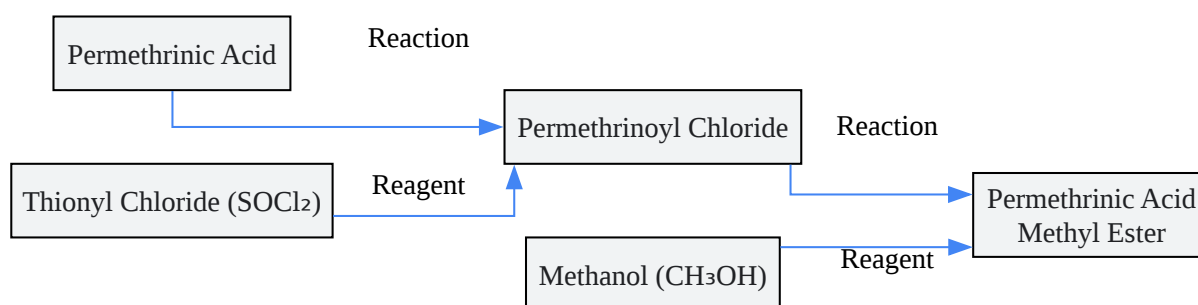 Permethrinic Acid
Reaction
Permethrinoyl Chloride
Reaction
Thionyl Chloride (SOCl₂)
Reagent
Permethrinic Acid
Methyl Ester
Methanol (CH₃OH)
Reagent